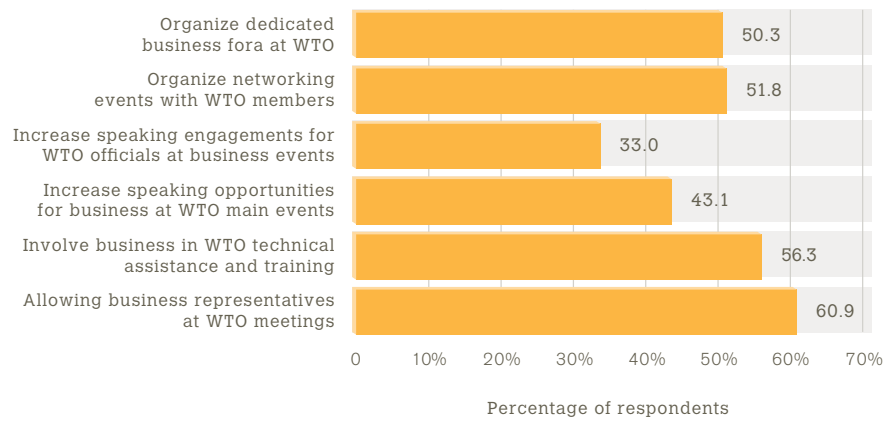 Organize dedicated
business fora at WTO
50.3
Organize networking
events with WTO members
51.8
Increase speaking engagements for
WTO officials at business events
33.0
Increase speaking opportunities
for business at WTO main events
43.1
Involve business in WTO technical
assistance and training
56.3
Allowing business representatives
at WTO meetings
60.9
0 10% 20% 30% 40% 50% 60% 70%
Percentage of respondents